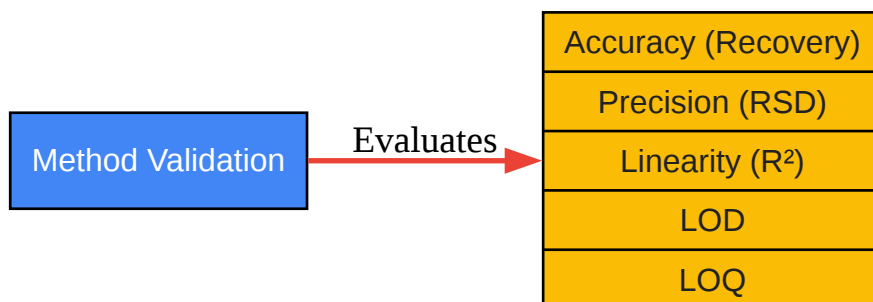 Method Validation
Evaluates
Accuracy (Recovery)
Precision (RSD)
Linearity (R²)
LOD
LOQ